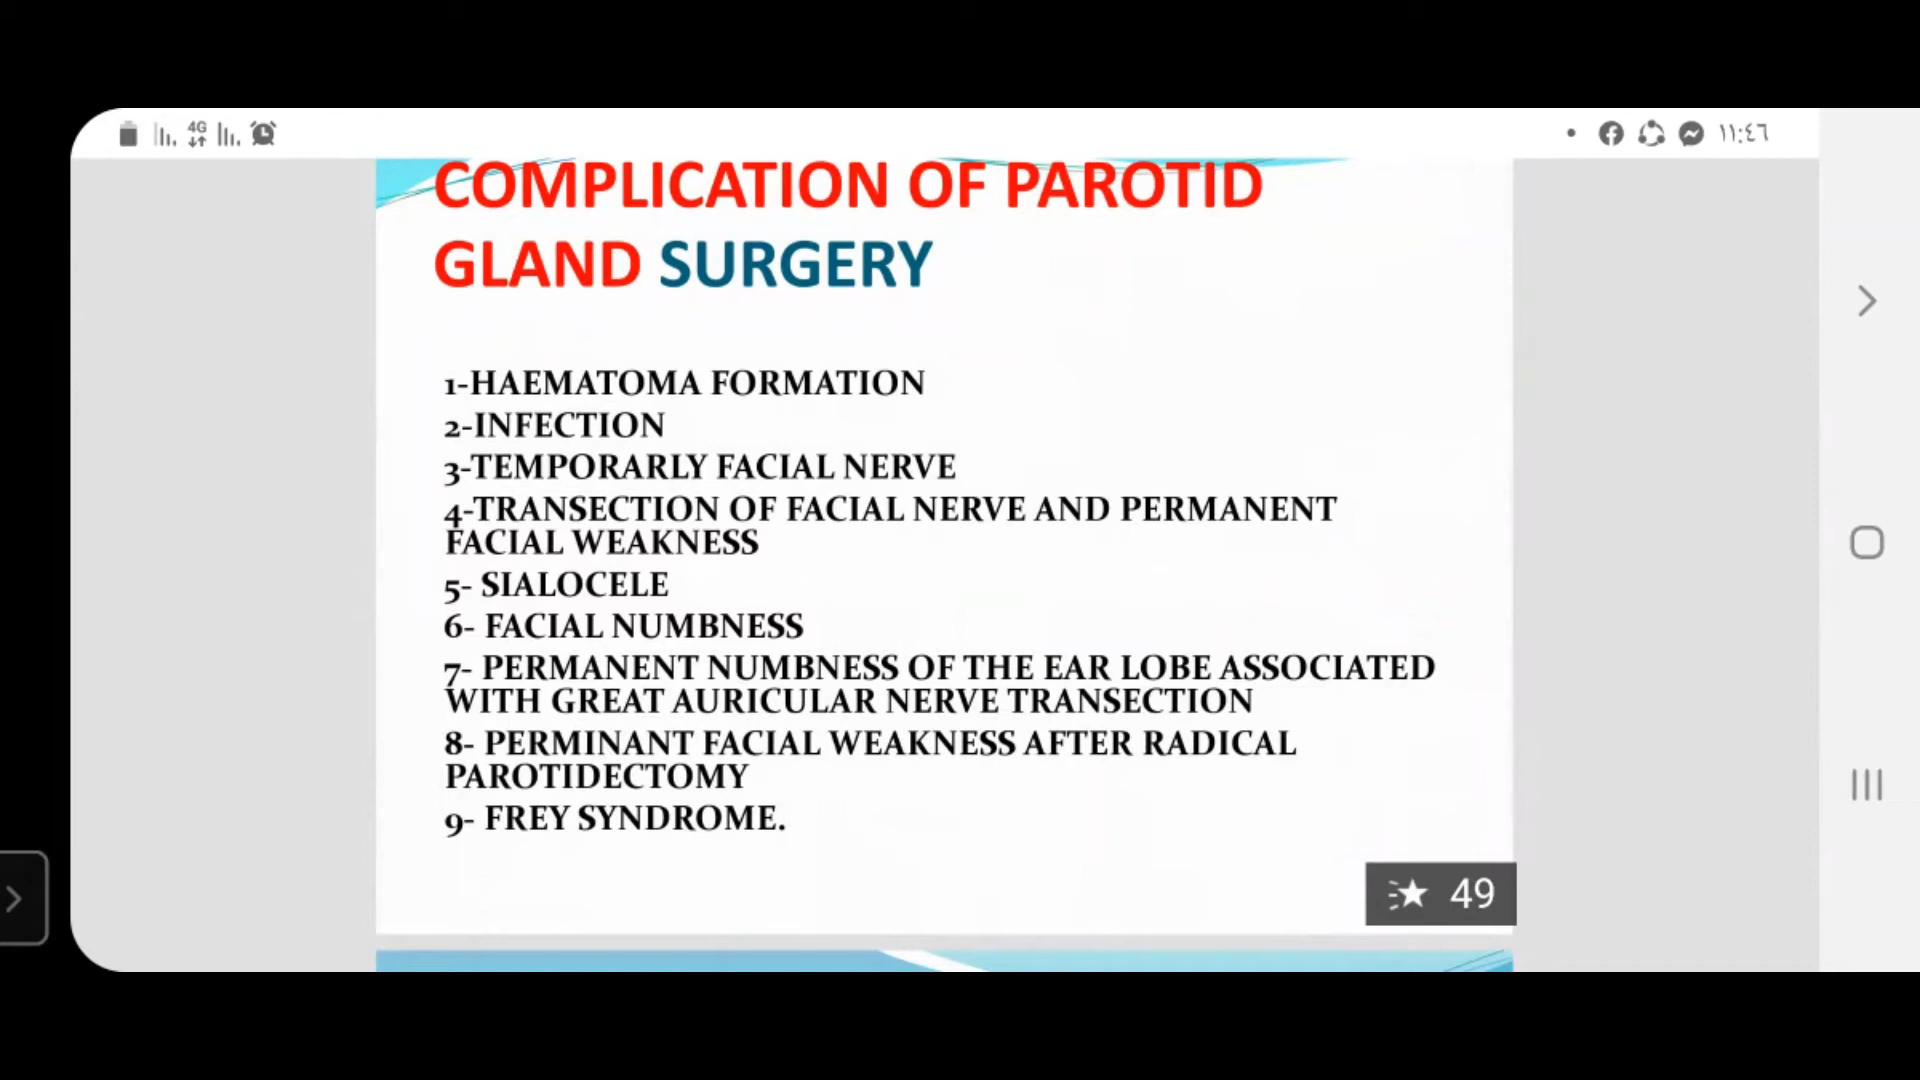 4G
١١:٤٦
COMPLICATION OF PAROTID
GLAND SURGERY
1-HAEMATOMA FORMATION
2-INFECTION
3-TEMPORARLY FACIAL NERVE
4-TRANSECTION OF FACIAL NERVE AND PERMANENT
FACIAL WEAKNESS
5- SIALOCELE
6- FACIAL NUMBNESS
7- PERMANENT NUMBNESS OF THE EAR LOBE ASSOCIATED
WITH GREAT AURICULAR NERVE TRANSECTION
8- PERMINANT FACIAL WEAKNESS AFTER RADICAL
PAROTIDECTOMY
9- FREY SYNDROME.
49